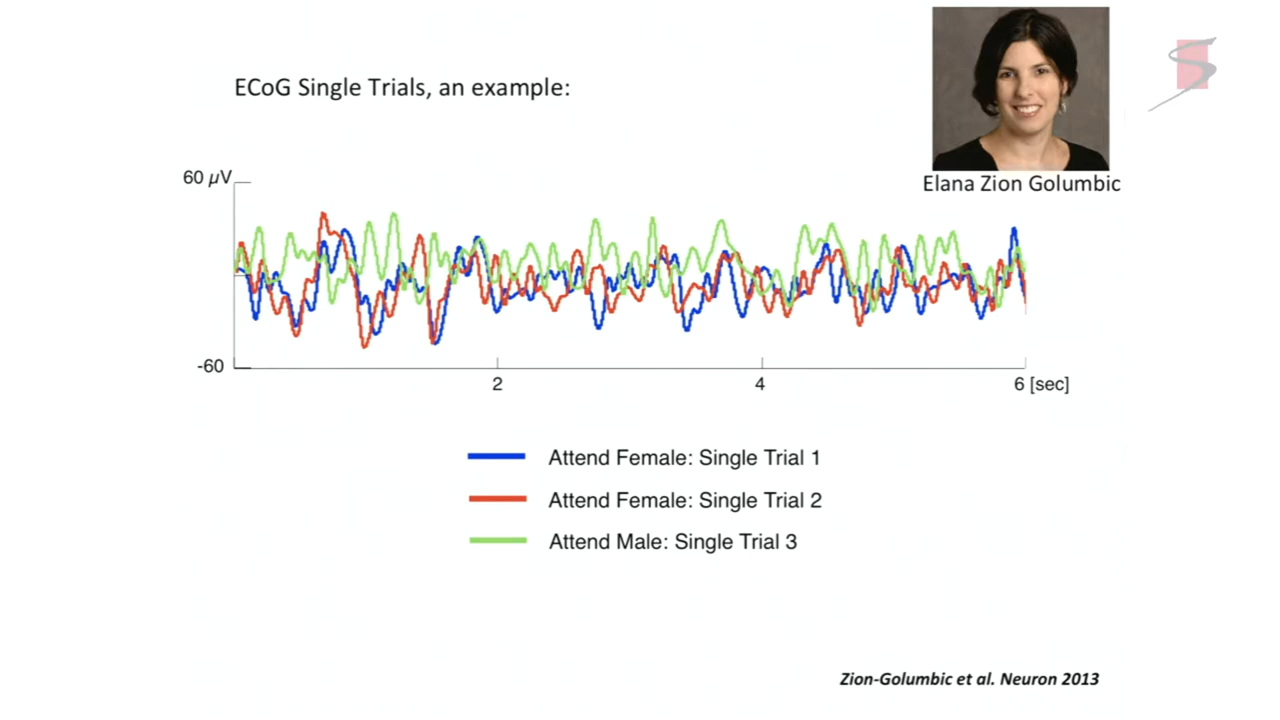 ECoG Single Trials, an example:
Elana Zion Golumbic
60 µV
-60
2
4
6 [sec]
Attend Female: Single Trial 1
Attend Female: Single Trial 2
Attend Male: Single Trial 3
Zion-Golumbic et al. Neuron 2013